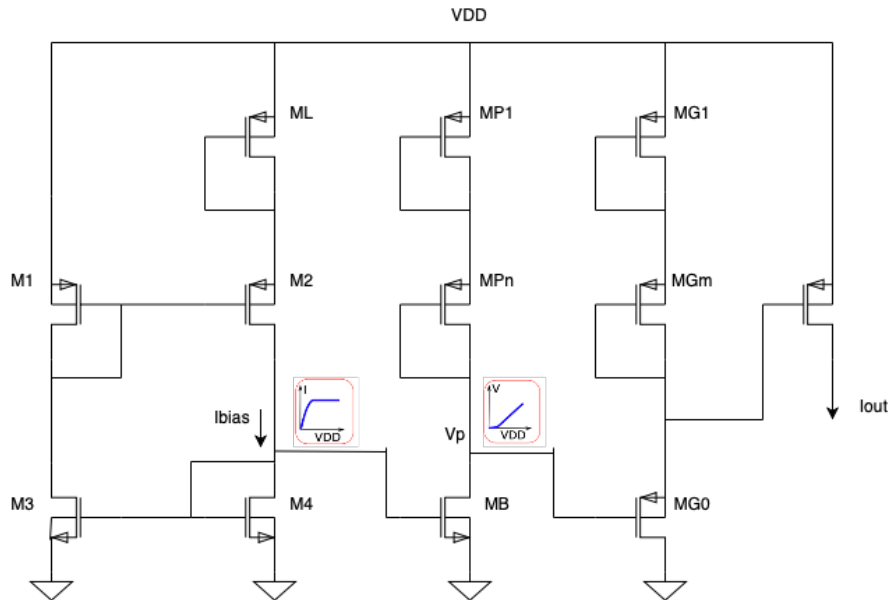 VDD
ML
MP1
MG1
M1
M2
MPn
MGm
Ibias
I
VDD
Vp
V
VDD
Iout
M3
M4
MB
MG0